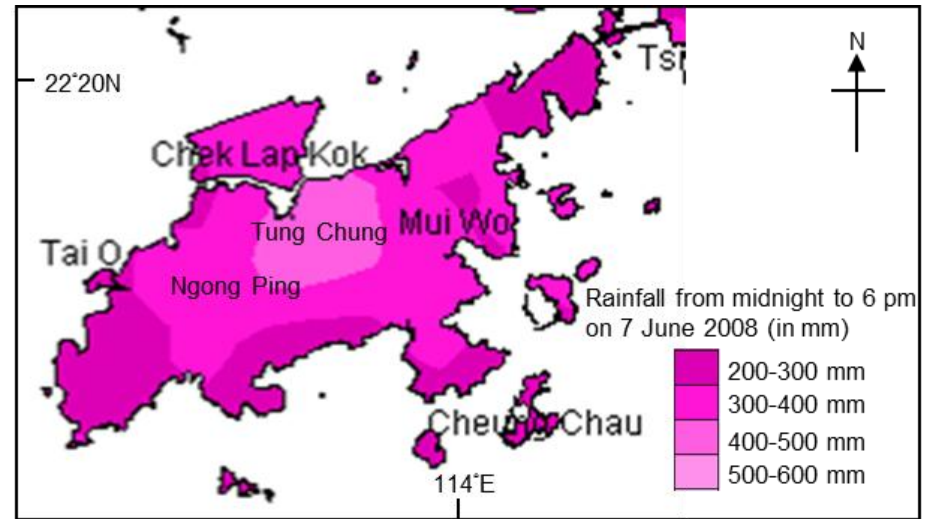 N
22°20N
Chek Lap Kok
Tung Chung
Mui Wo
Tai O
Ngong Ping
Rainfall from midnight to 6 pm
on 7 June 2008 (in mm)
200-300 mm
300-400 mm
400-500 mm
500-600 mm
Chau
114°E